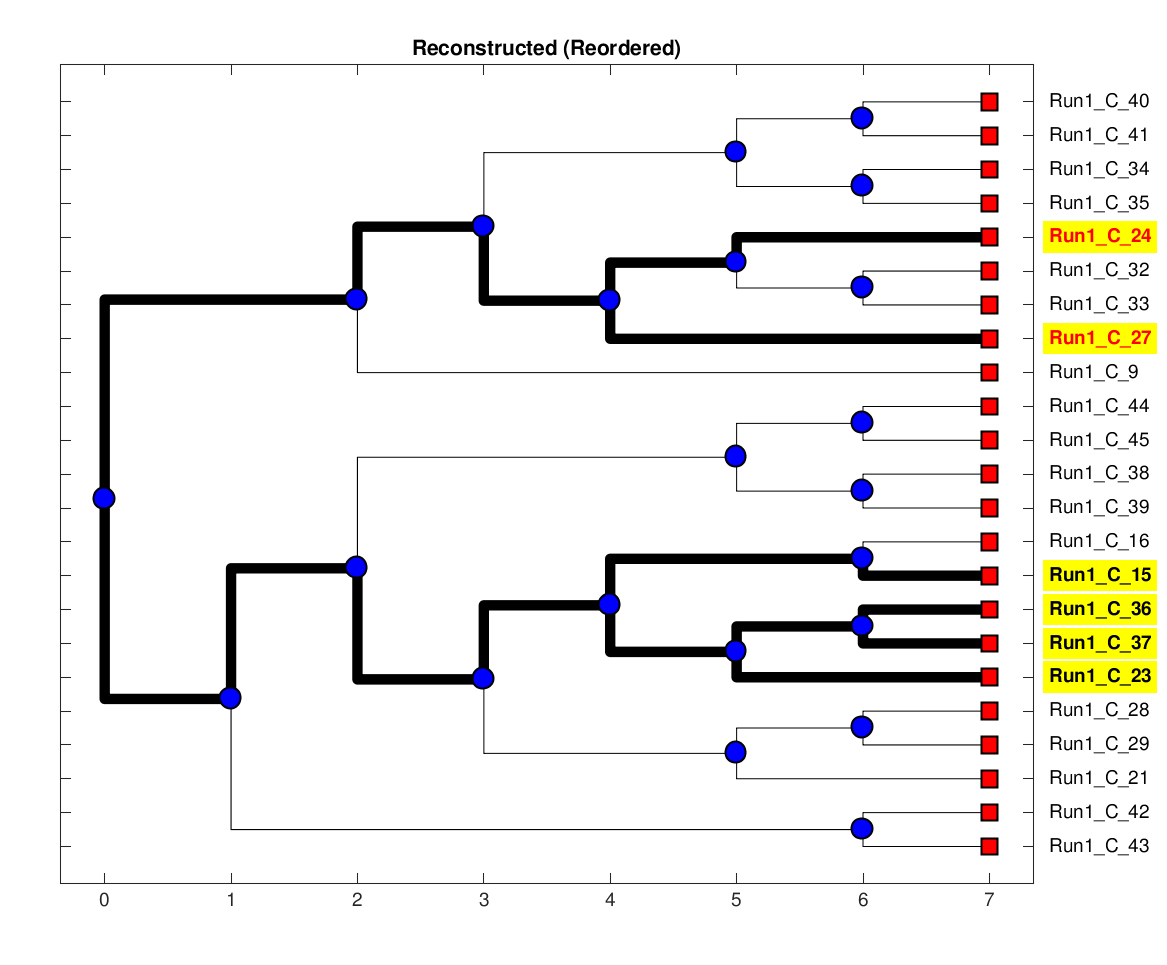 Reconstructed (Reordered)
Run1_C_40
Run1_C_41
Run1_C_34
Run1_C_35
Run1_C_24
Run1_C_32
Run1_C_33
Run1_C_27
Run1_C_9
Run1_C_44
Run1_C_45
Run1_C_38
Run1_C_39
Run1_C_16
Run1_C_15
Run1_C_36
Run1_C_37
Run1_C_23
Run1_C_28
Run1_C_29
Run1_C_21
Run1_C_42
Run1_C_43
0 1 2 3 4 5 6 7